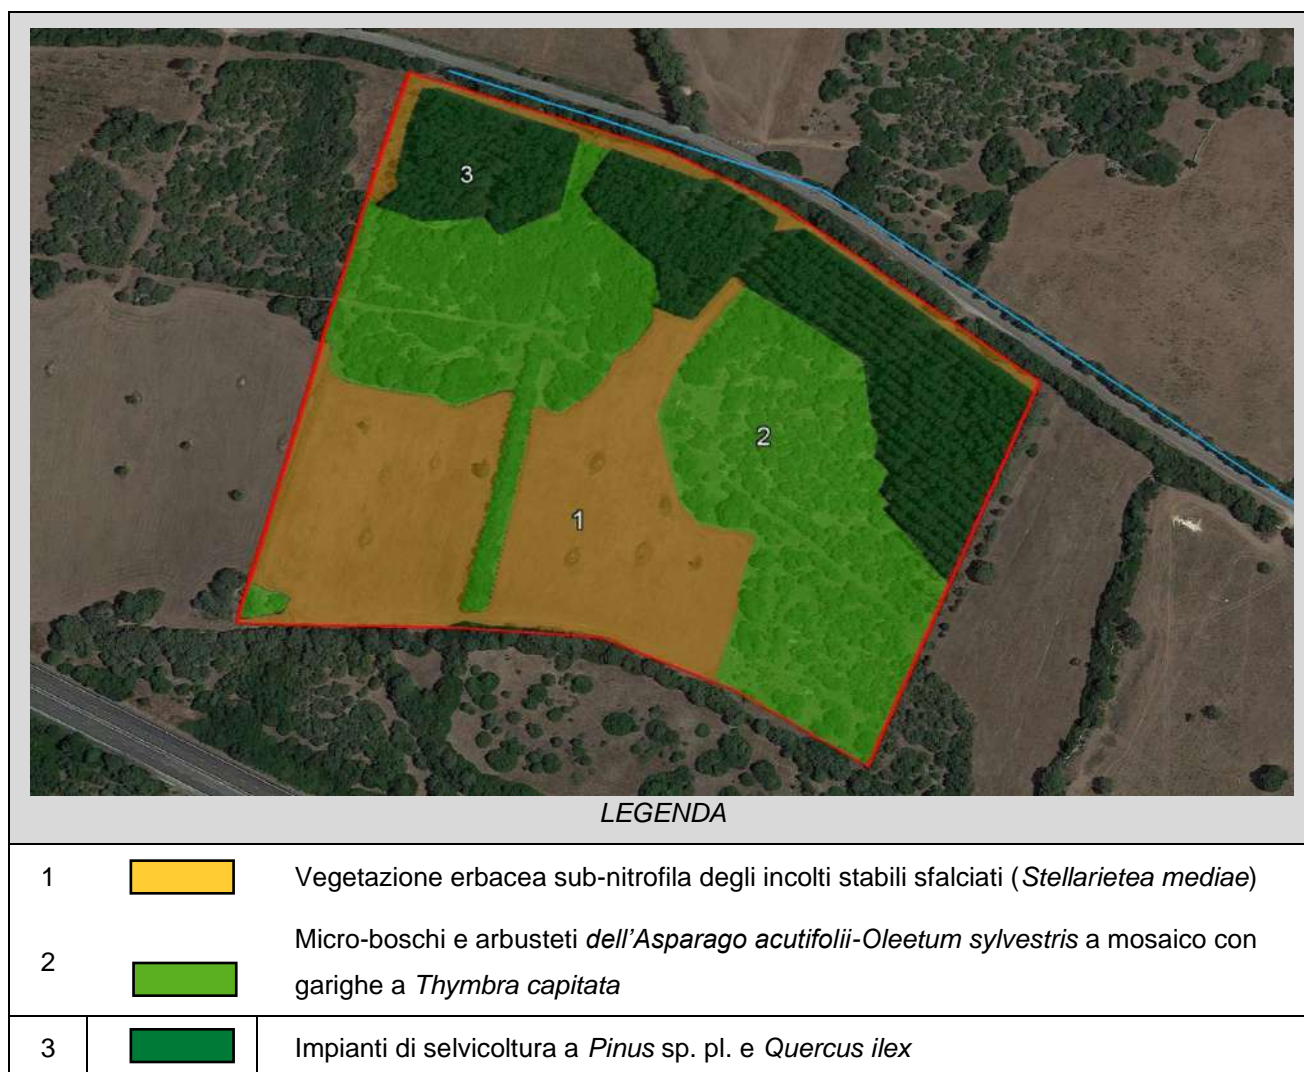 3
2
1
LEGENDA
1 Vegetazione erbacea sub-nitrofila degli incolti stabili sfalciati (Stellarietea mediae)
2 Micro-boschi e arbusteti dell’Asparago acutifolii-Oleetum sylvestris a mosaico con
garighe a Thymbra capitata
3 Impianti di selvicoltura a Pinus sp. pl. e Quercus ilex